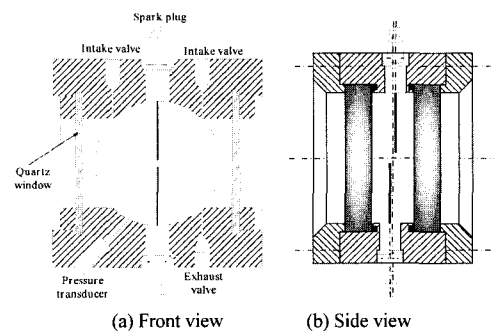 Spark plug
Intake valve
Intake valve
Quartz
window
Pressure
transducer
Exhaust
valve
(a) Front view
(b) Side view